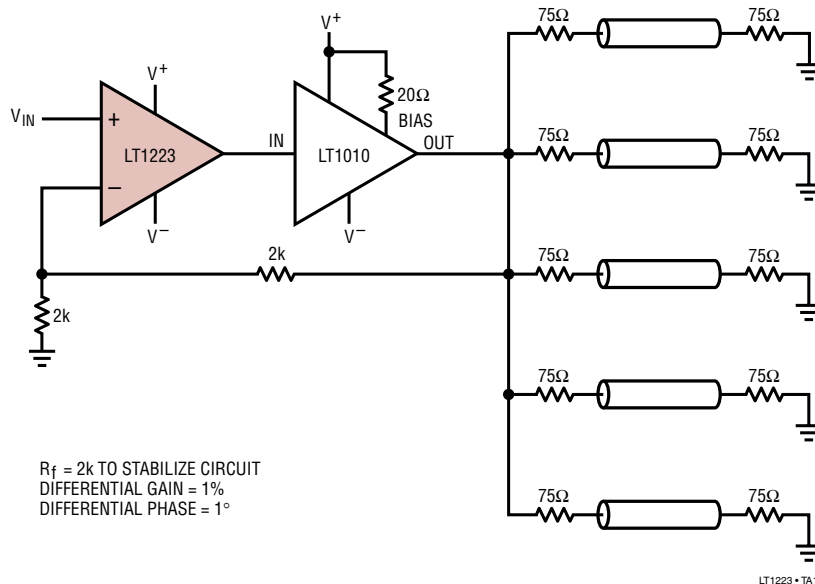 75Ω 75Ω
V+
V+
20Ω
BIAS
VIN
+
LT1223
−
V−
IN
LT1010
OUT
V−
75Ω 75Ω
2k
75Ω 75Ω
2k
75Ω 75Ω
Rf = 2k TO STABILIZE CIRCUIT
DIFFERENTIAL GAIN = 1%
DIFFERENTIAL PHASE = 1°
75Ω 75Ω